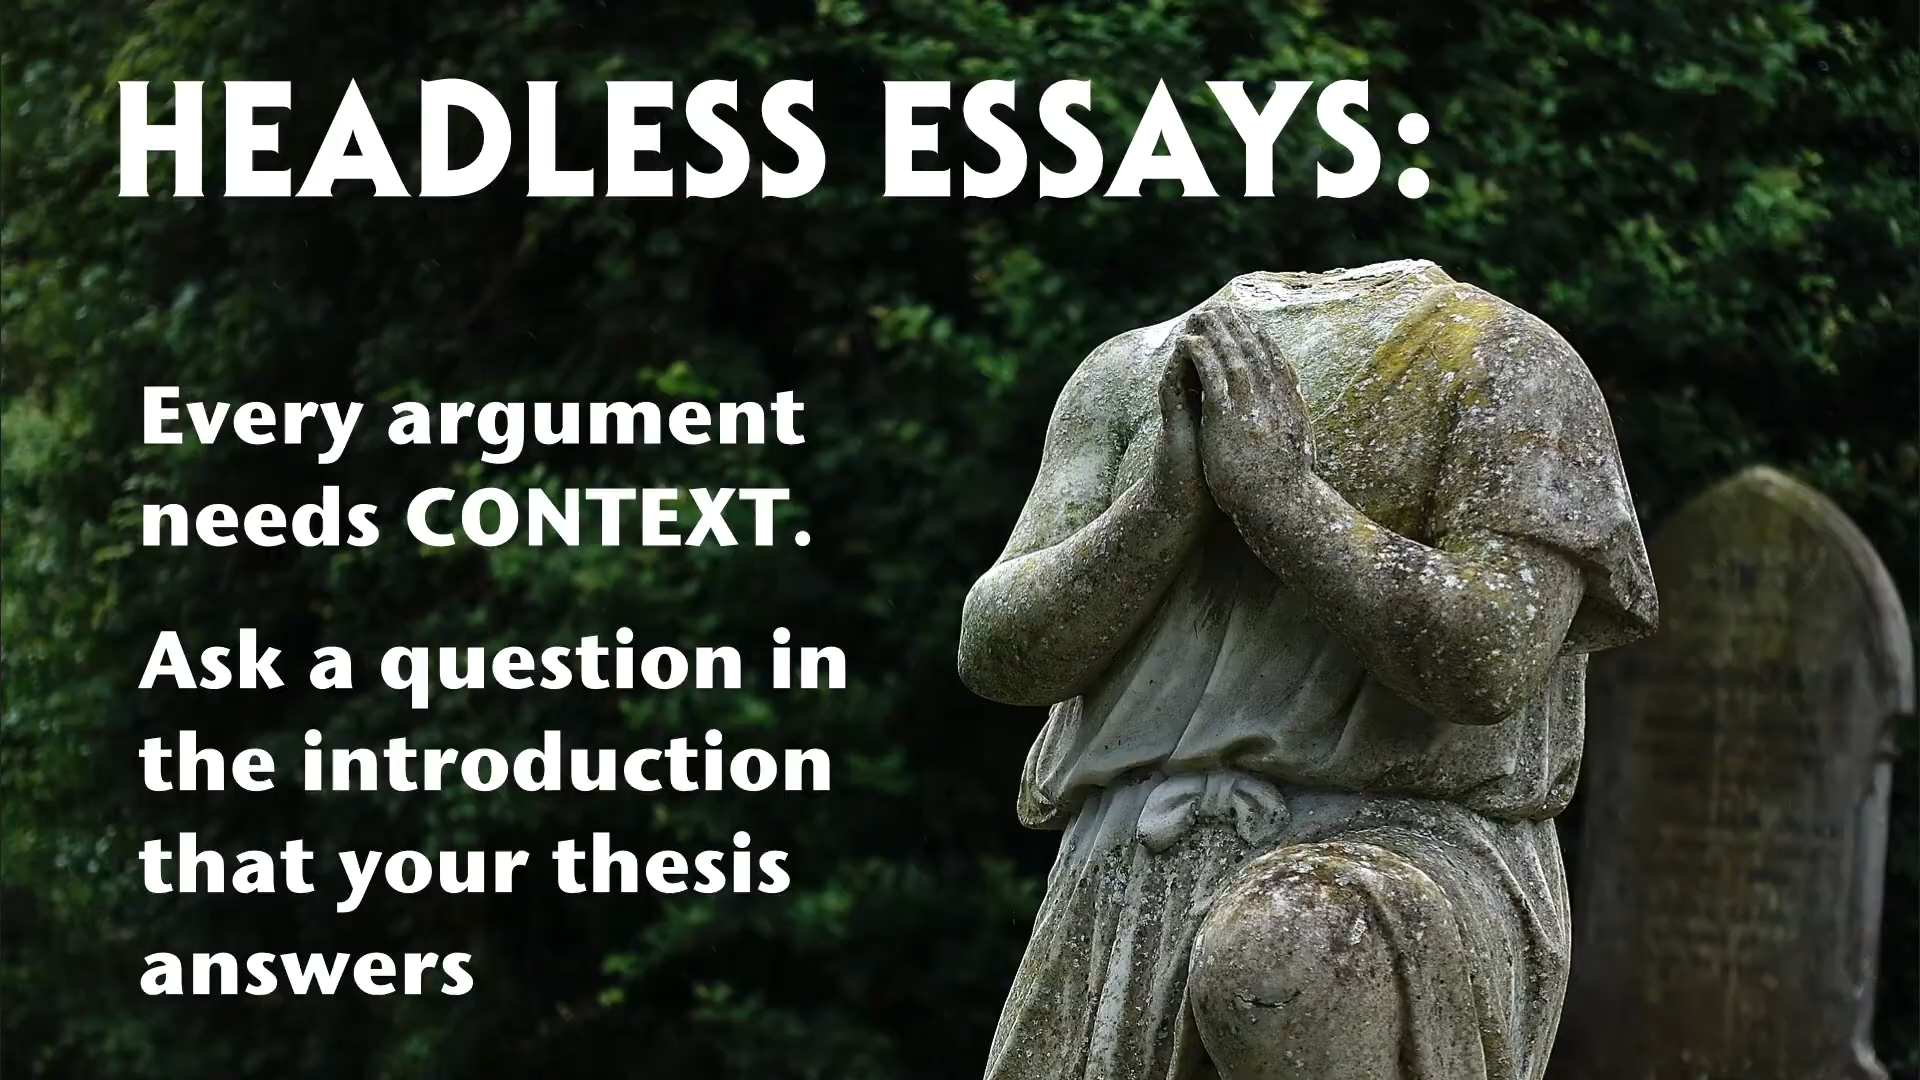 HEADLESS ESSAYS:
Every argument
needs CONTEXT.
Ask a question in
the introduction
that your thesis
answers